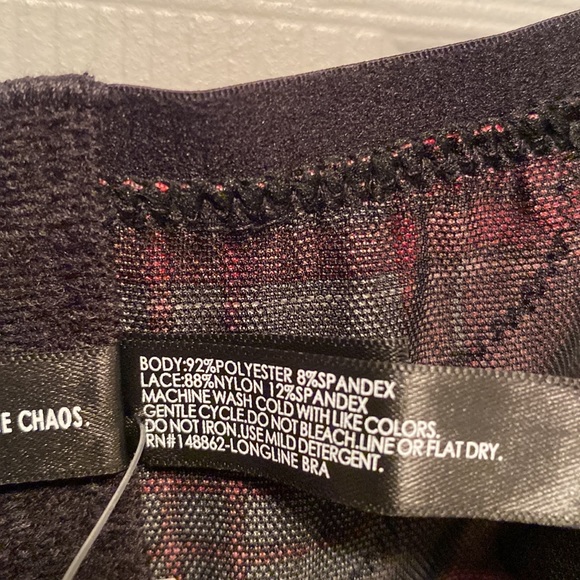 BODY:92%POLYESTER 8%SPANDEX
LACE:88%NYLON 12%SPANDEX
MACHINE WASH COLD WITH LIKE COLORS.
GENTLE CYCLE.DO NOT BLEACH.LINE OR FLAT DRY.
DO NOT IRON.USE MILD DETERGENT.
RN#148862-LONGLINE BRA
E CHAOS.